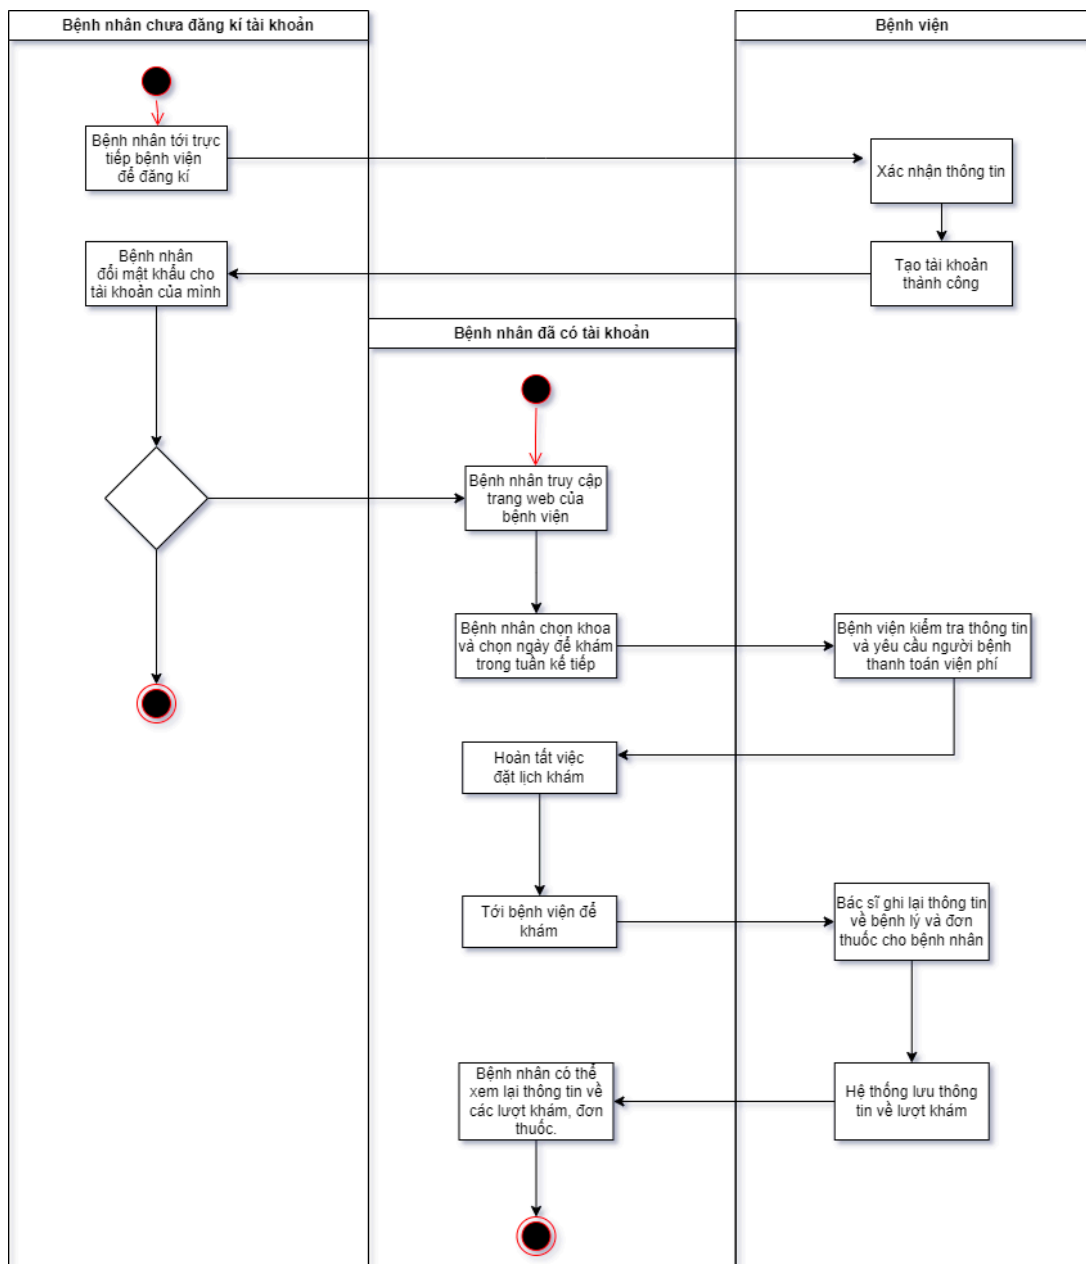 Bệnh nhân chưa đăng kí tài khoản
Bệnh viện
Bệnh nhân tới trực
tiếp bệnh viện
để đăng kí
Xác nhận thông tin
Bệnh nhân
đổi mật khẩu cho
tài khoản của mình
Tạo tài khoản
thành công
Bệnh nhân đã có tài khoản
Bệnh nhân truy cập
trang web của
bệnh viện
Bệnh nhân chọn khoa
và chọn ngày để khám
trong tuần kế tiếp
Bệnh viện kiểm tra thông tin
và yêu cầu người bệnh
thanh toán viện phí
Hoàn tất việc
đặt lịch khám
Tới bệnh viện để
khám
Bác sĩ ghi lại thông tin
về bệnh lý và đơn
thuốc cho bệnh nhân
Bệnh nhân có thể
xem lại thông tin về
các lượt khám, đơn
thuốc.
Hệ thống lưu thông
tin về lượt khám